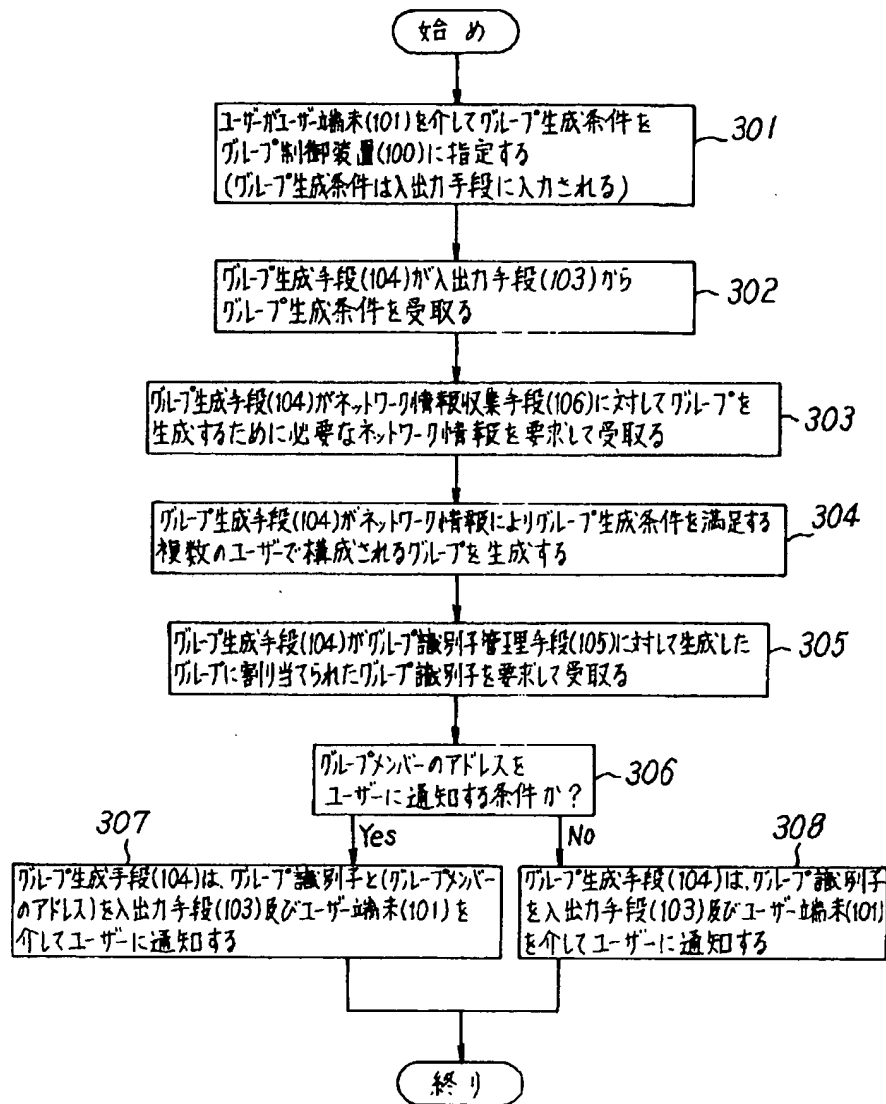 始め
ユーザーがユーザー端末(101)を介してグループ生成条件を
グループ制御装置(100)に指定する
(グループ生成条件は入出力手段に入力される)
301
グループ生成手段(104)が入出力手段(103)から
グループ生成条件を受取る
302
グループ生成手段(104)がネットワーク情報収集手段(106)に対してグループを
生成するために必要なネットワーク情報を要求して受取る
303
グループ生成手段(104)がネットワーク情報によりグループ生成条件を満足する
複数のユーザーで構成されるグループを生成する
304
グループ生成手段(104)がグループ識別子管理手段(105)に対して生成した
グループに割り当てられたグループ識別子を要求して受取る
305
グループメンバーのアドレスを
ユーザーに通知する条件か?
306
307
Yes
No
308
グループ生成手段(104)は、グループ識別子と(グループメンバー
のアドレス)を入出力手段(103)及びユーザー端末(101)を
介してユーザーに通知する
グループ生成手段(104)は、グループ識別子
を入出力手段(103)及びユーザー端末(101)
を介してユーザーに通知する
終り